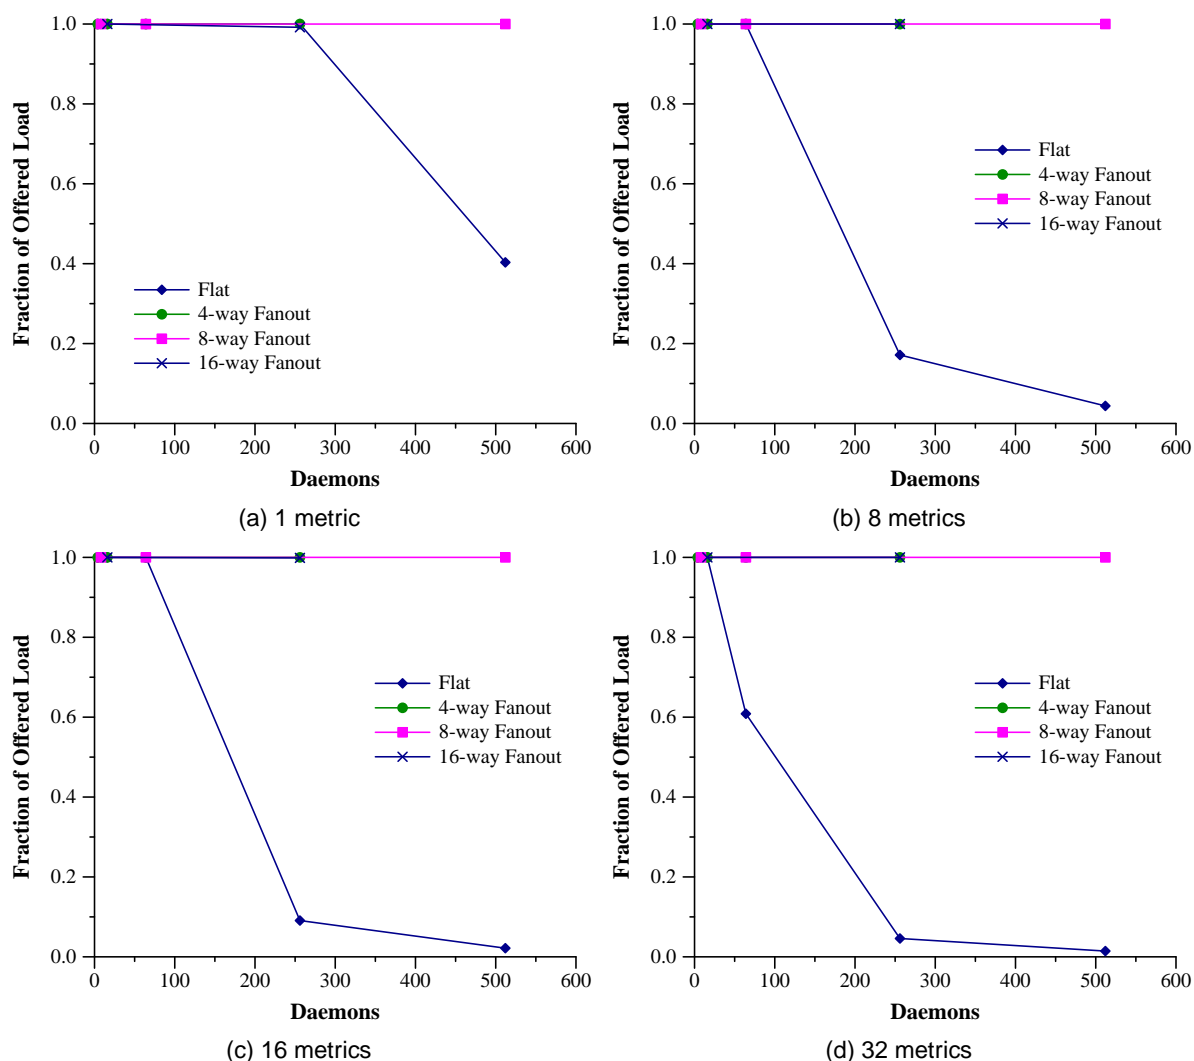 1.0
0.8
0.6
0.4
0.2
0.0
Fraction of Offered Load
Flat
4-way Fanout
8-way Fanout
16-way Fanout
0 100 200 300 400 500 600
Daemons
(a) 1 metric
1.0
0.8
0.6
0.4
0.2
0.0
Fraction of Offered Load
Flat
4-way Fanout
8-way Fanout
16-way Fanout
0 100 200 300 400 500 600
Daemons
(b) 8 metrics
1.0
0.8
0.6
0.4
0.2
0.0
Fraction of Offered Load
Flat
4-way Fanout
8-way Fanout
16-way Fanout
0 100 200 300 400 500 600
Daemons
(c) 16 metrics
1.0
0.8
0.6
0.4
0.2
0.0
Fraction of Offered Load
Flat
4-way Fanout
8-way Fanout
16-way Fanout
0 100 200 300 400 500 600
Daemons
(d) 32 metrics